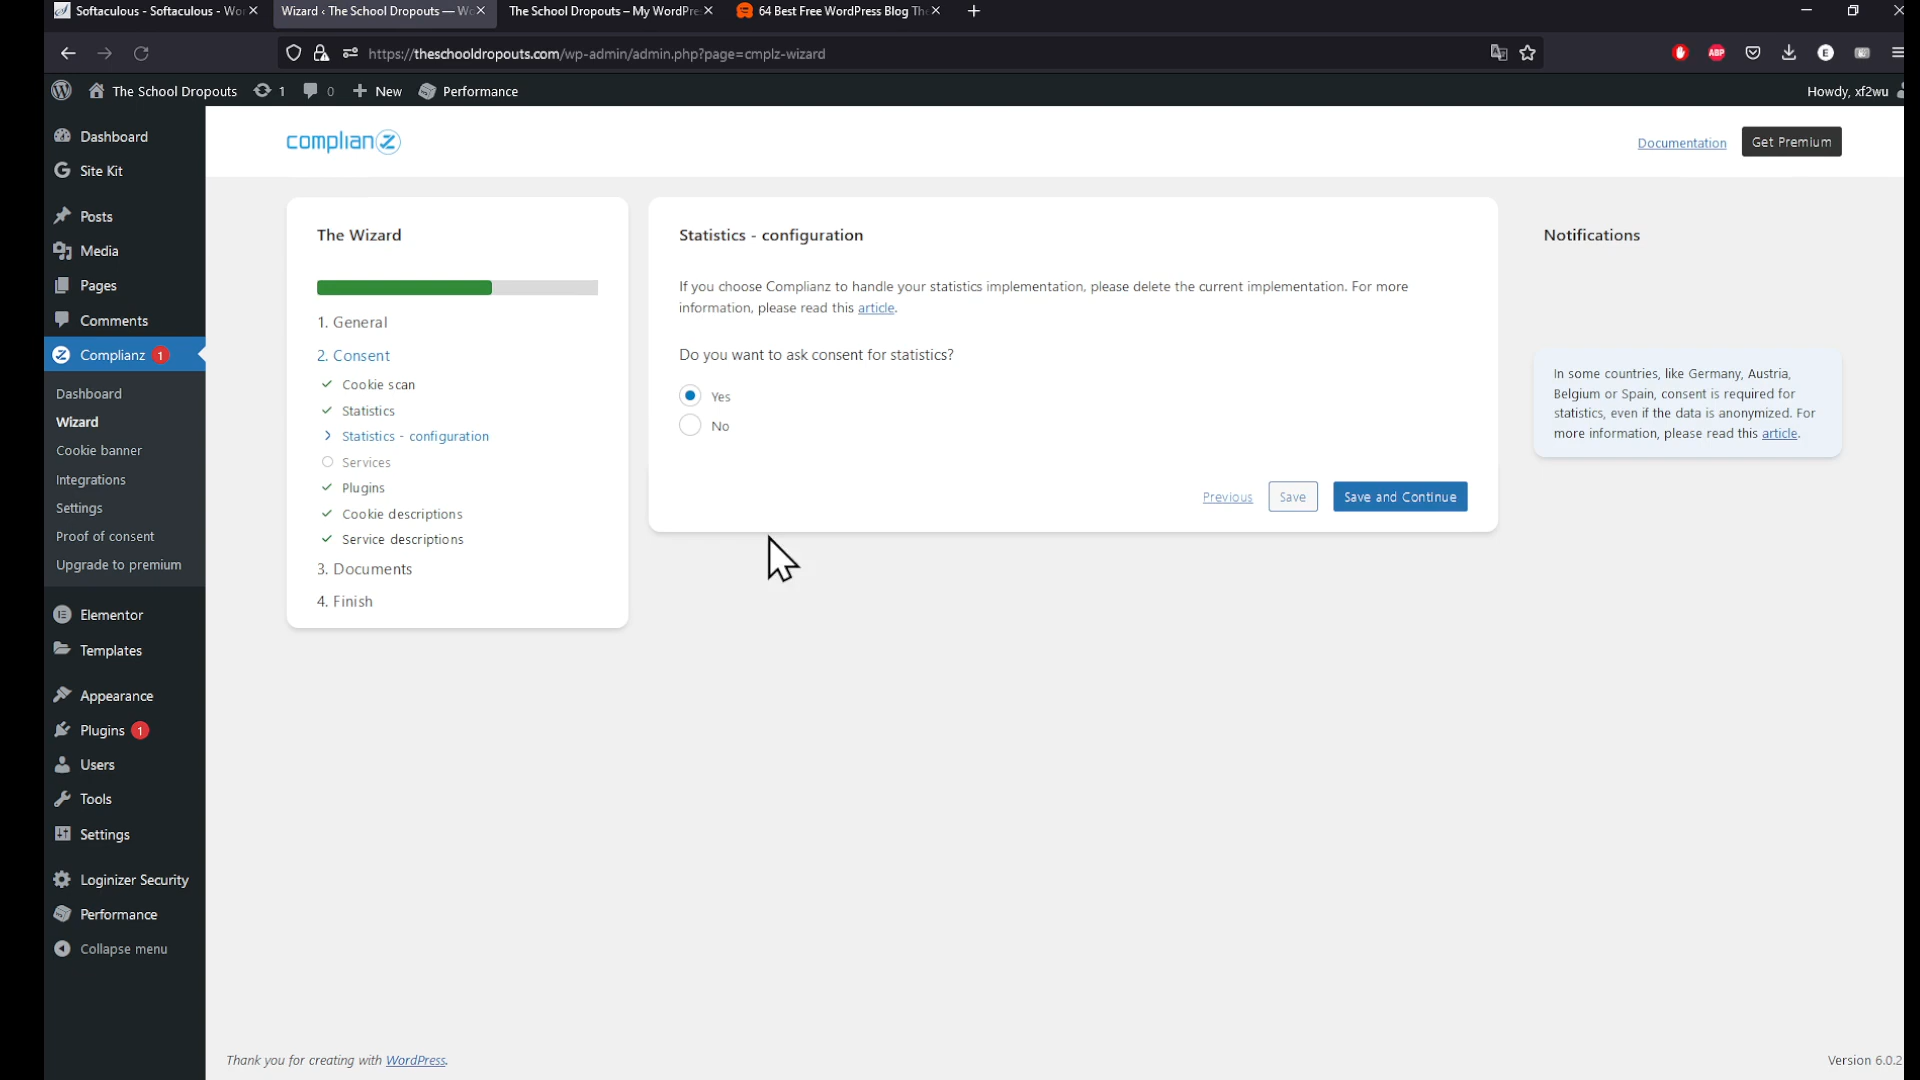 Softaculous - Softaculous - Wo
Wizard ‹ The School Dropouts — Wo
The School Dropouts – My WordPre
64 Best Free WordPress Blog The
https://theschooldropouts.com/wp-admin/admin.php?page=cmplz-wizard
ABP
E
The School Dropouts
1
0
New
Performance
Howdy, xf2wu
Dashboard
Site Kit
Posts
Media
Pages
Comments
Complianz 1
Dashboard
Wizard
Cookie banner
Integrations
Settings
Proof of consent
Upgrade to premium
Elementor
Templates
Appearance
Plugins 1
Users
Tools
Settings
Loginizer Security
Performance
Collapse menu
complianz
Documentation
Get Premium
The Wizard
1. General
2. Consent
Cookie scan
Statistics
Statistics - configuration
Services
Plugins
Cookie descriptions
Service descriptions
3. Documents
4. Finish
Statistics - configuration
If you choose Complianz to handle your statistics implementation, please delete the current implementation. For more
information, please read this article.
Do you want to ask consent for statistics?
Yes
No
Previous
Save
Save and Continue
Notifications
In some countries, like Germany, Austria,
Belgium or Spain, consent is required for
statistics, even if the data is anonymized. For
more information, please read this article.
Thank you for creating with WordPress.
Version 6.0.2